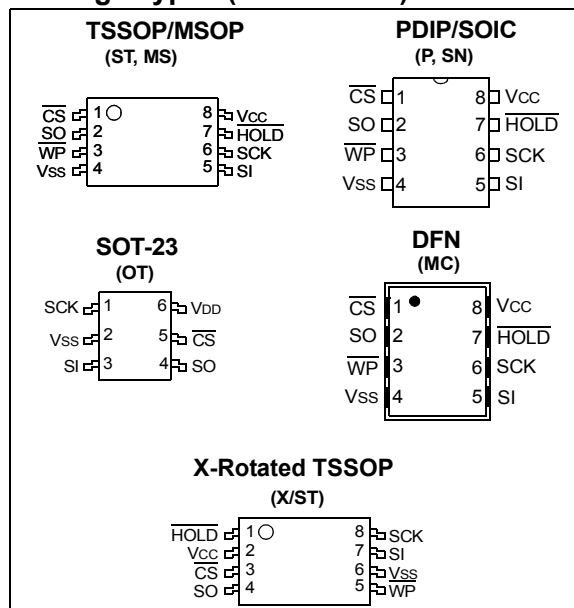 TSSOP/MSOP
(ST, MS)
CS 1 8 VCC
SO 2 7 HOLD
WP 3 6 SCK
VSS 4 5 SI
PDIP/SOIC
(P, SN)
CS 1 8 VCC
SO 2 7 HOLD
WP 3 6 SCK
VSS 4 5 SI
SOT-23
(OT)
SCK 1 6 VDD
VSS 2 5 CS
SI 3 4 SO
DFN
(MC)
CS 1 8 VCC
SO 2 7 HOLD
WP 3 6 SCK
VSS 4 5 SI
X-Rotated TSSOP
(X/ST)
HOLD 1 8 SCK
VCC 2 7 SI
CS 3 6 VSS
SO 4 5 WP